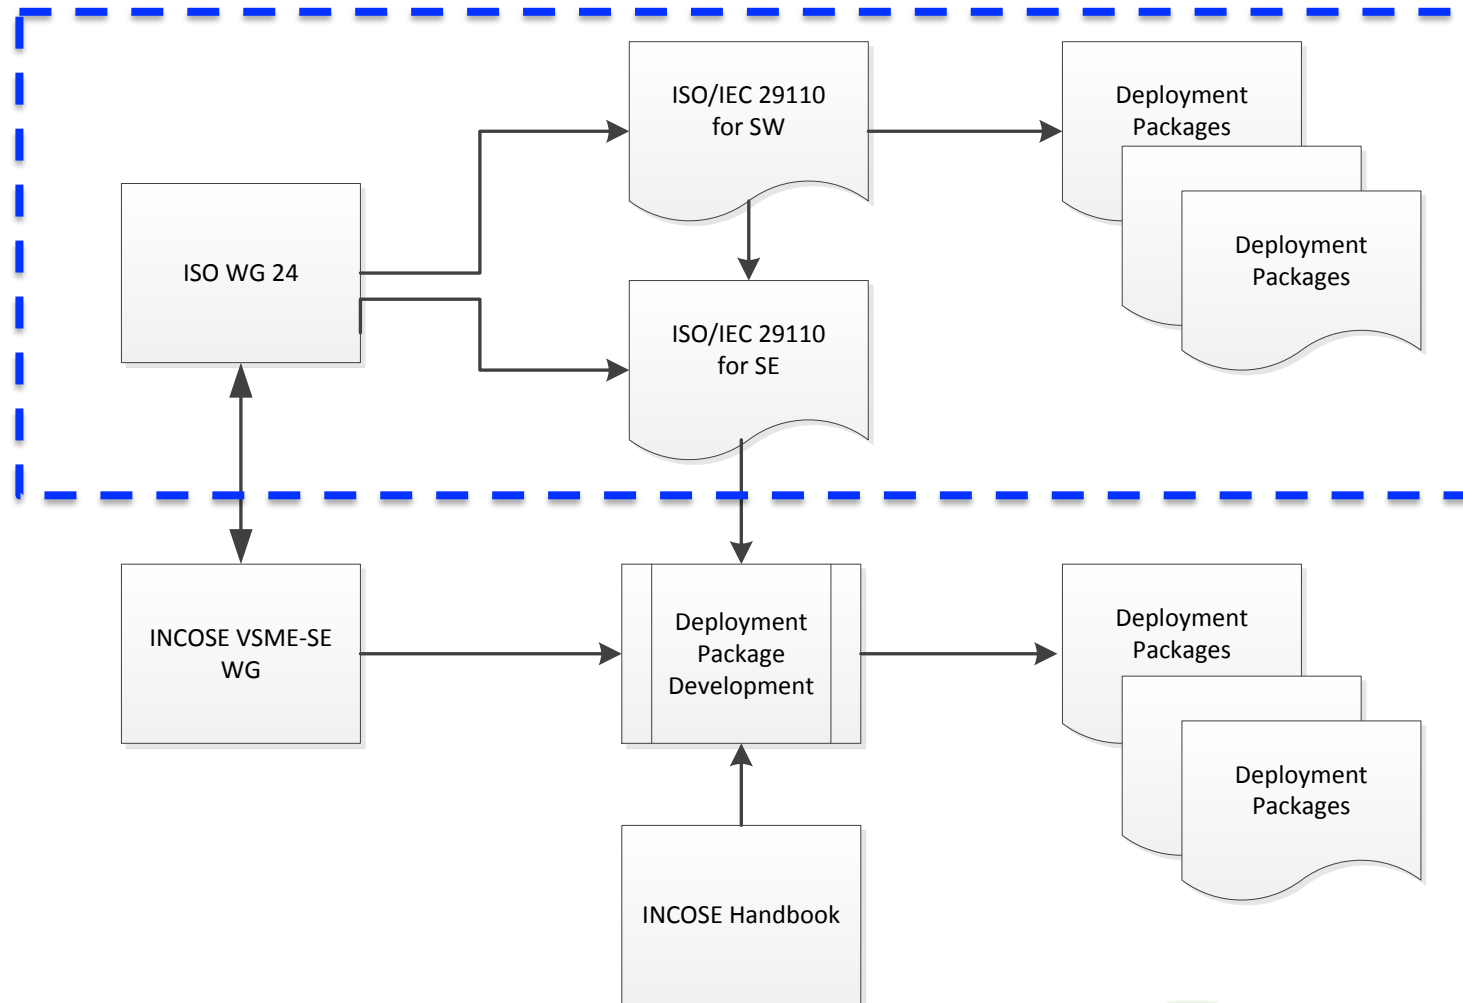 ISO/IEC 29110
for SW
Deployment
Packages
Deployment
Packages
ISO WG 24
ISO/IEC 29110
for SE
INCOSE VSME-SE
WG
Deployment
Package
Development
Deployment
Packages
Deployment
Packages
INCOSE Handbook